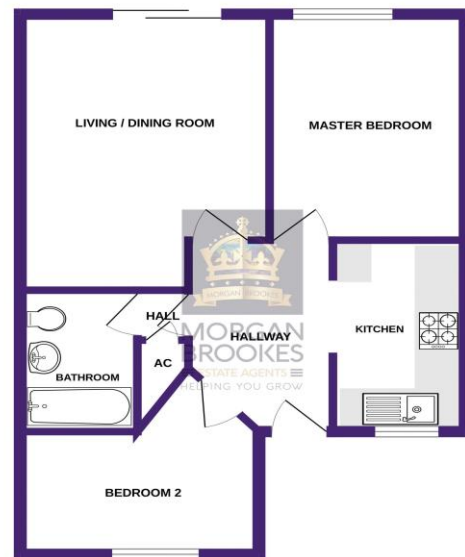 LIVING / DINING ROOM
MASTER BEDROOM
MORGAN BROOKES
HALL
MORGAN
BROOKES
ESTATE AGENTS
HELPING YOU GROW
HALLWAY
KITCHEN
AC
BATHROOM
BEDROOM 2